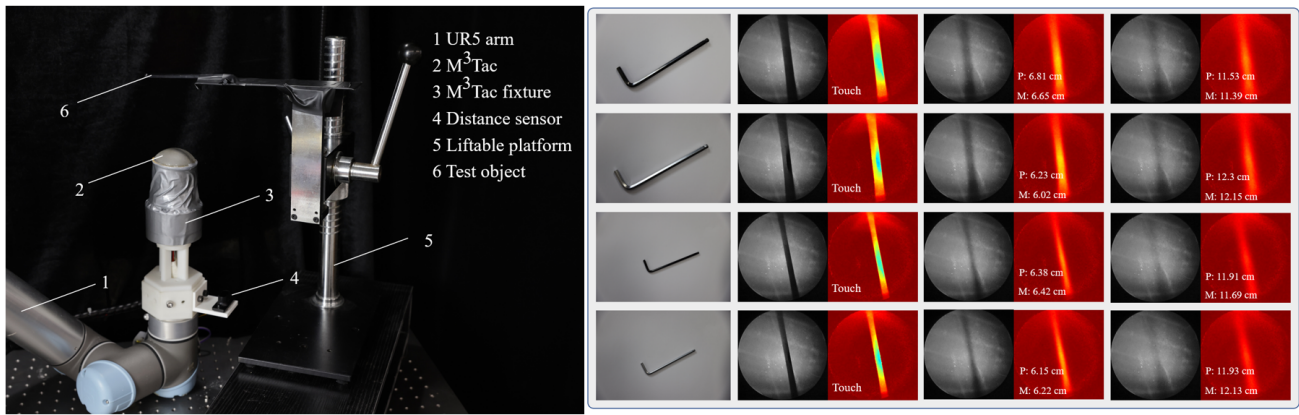 1 UR5 arm
2 M³Tac
3 M³Tac fixture
4 Distance sensor
5 Liftable platform
6 Test object
6
2
3
5
4
1
Touch
P: 6.81 cm
M: 6.65 cm
P: 11.53 cm
M: 11.39 cm
P: 6.23 cm
M: 6.02 cm
P: 12.3 cm
M: 12.15 cm
P: 6.38 cm
M: 6.42 cm
P: 11.91 cm
M: 11.69 cm
Touch
P: 6.15 cm
M: 6.22 cm
P: 11.93 cm
M: 12.13 cm